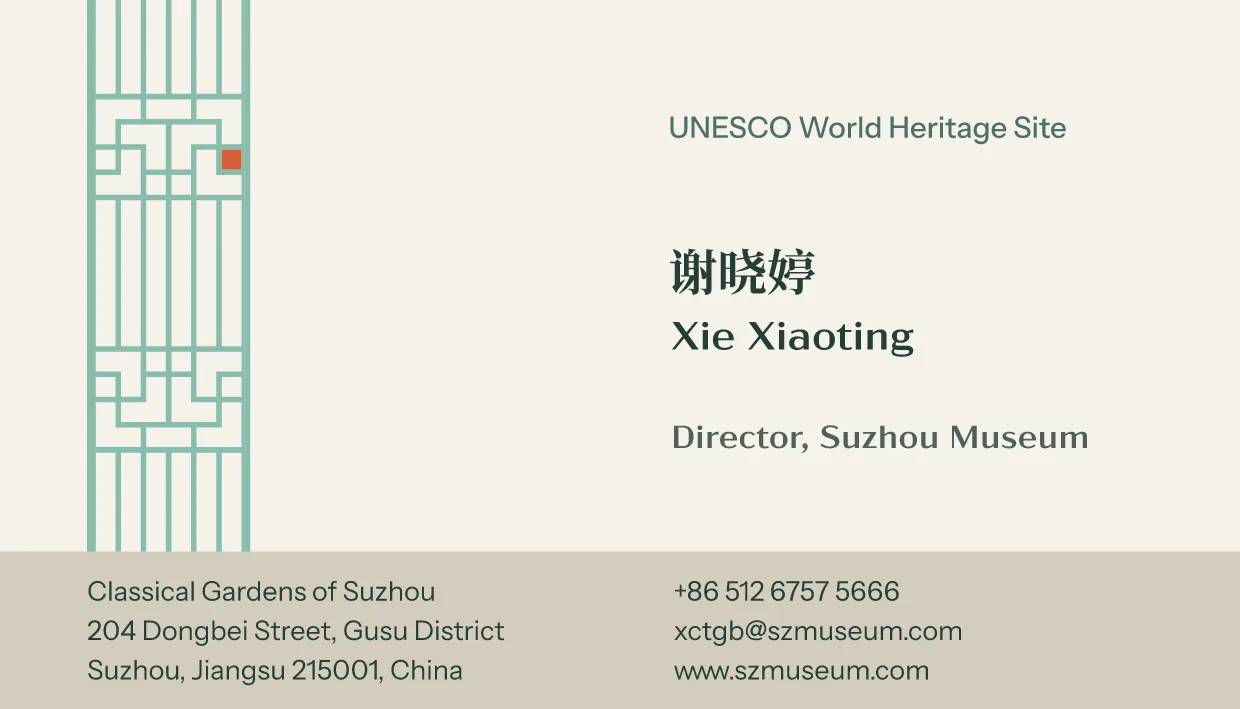 UNESCO World Heritage Site
谢晓婷
Xie Xiaoting
Director, Suzhou Museum
Classical Gardens of Suzhou
204 Dongbei Street, Gusu District
Suzhou, Jiangsu 215001, China
+86 512 6757 5666
xctgb@szmuseum.com
www.szmuseum.com